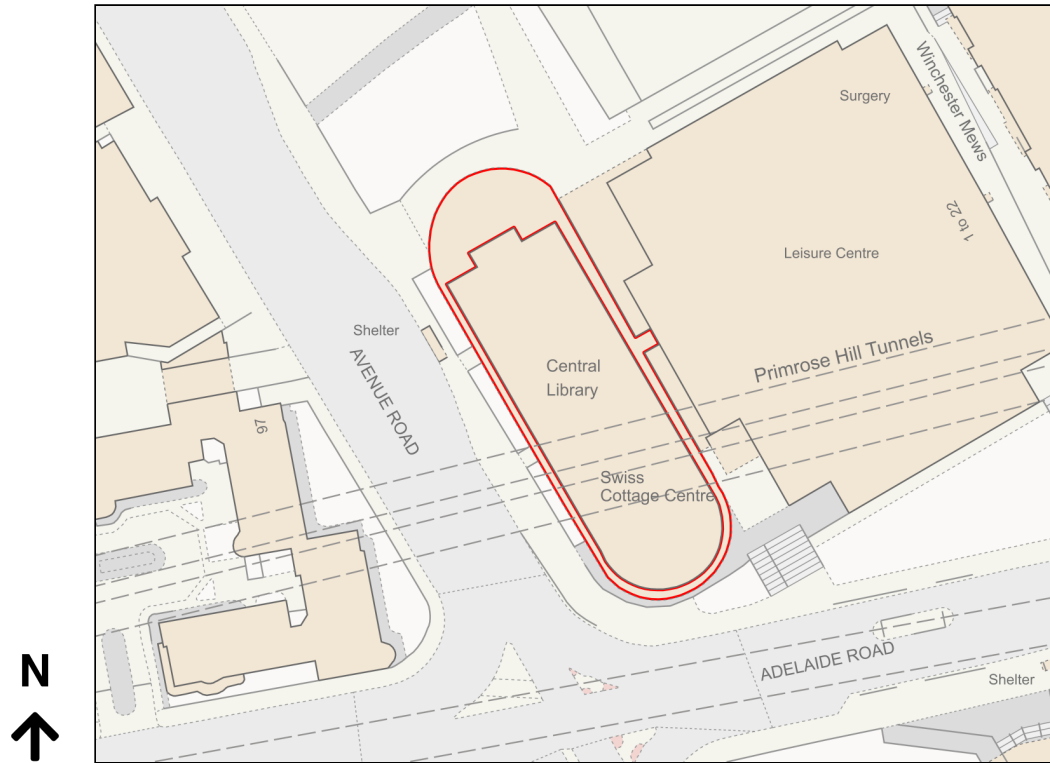 Surgery
Winchester Mews
1 to 22
Leisure Centre
Shelter
AVENUE ROAD
Primrose Hill Tunnels
Central
Library
97
Swiss
Cottage Centre
ADELAIDE ROAD
Shelter
N